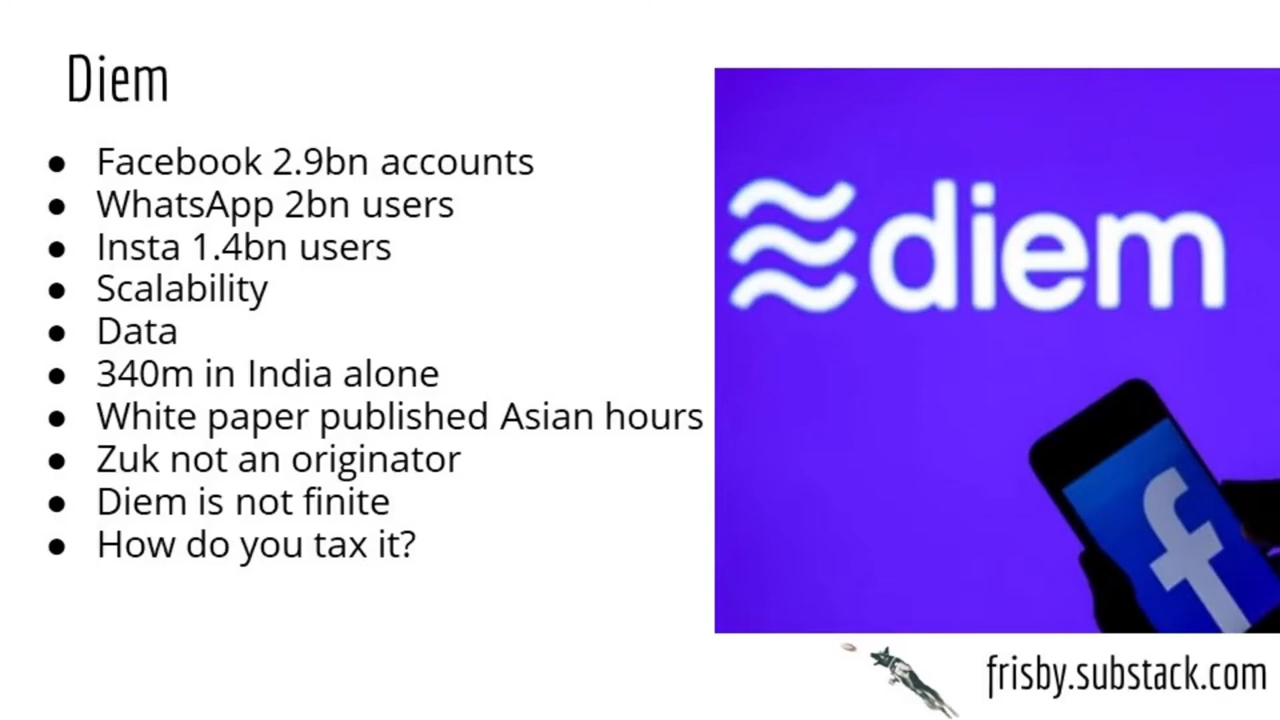 Diem
● Facebook 2.9bn accounts
● WhatsApp 2bn users
● Insta 1.4bn users
● Scalability
● Data
● 340m in India alone
● White paper published Asian hours
● Zuk not an originator
● Diem is not finite
● How do you tax it?
diem
f
frisby.substack.com